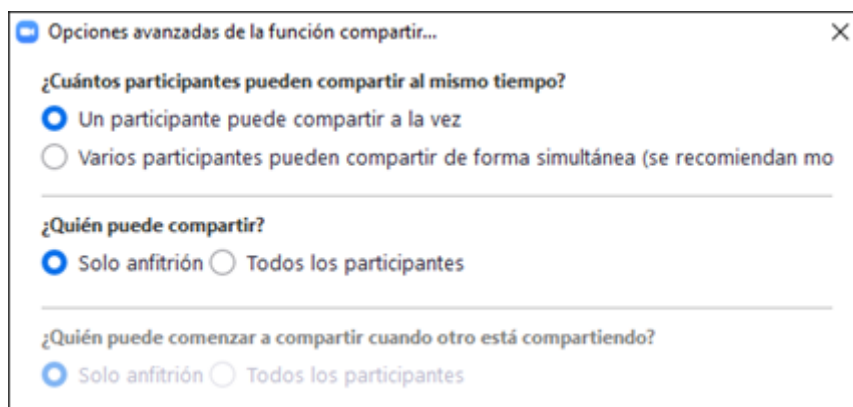 Opciones avanzadas de la función compartir...
¿Cuántos participantes pueden compartir al mismo tiempo?
Un participante puede compartir a la vez
Varios participantes pueden compartir de forma simultánea (se recomiendan mo
¿Quién puede compartir?
Solo anfitrión Todos los participantes
¿Quién puede comenzar a compartir cuando otro está compartiendo?
Solo anfitrión Todos los participantes